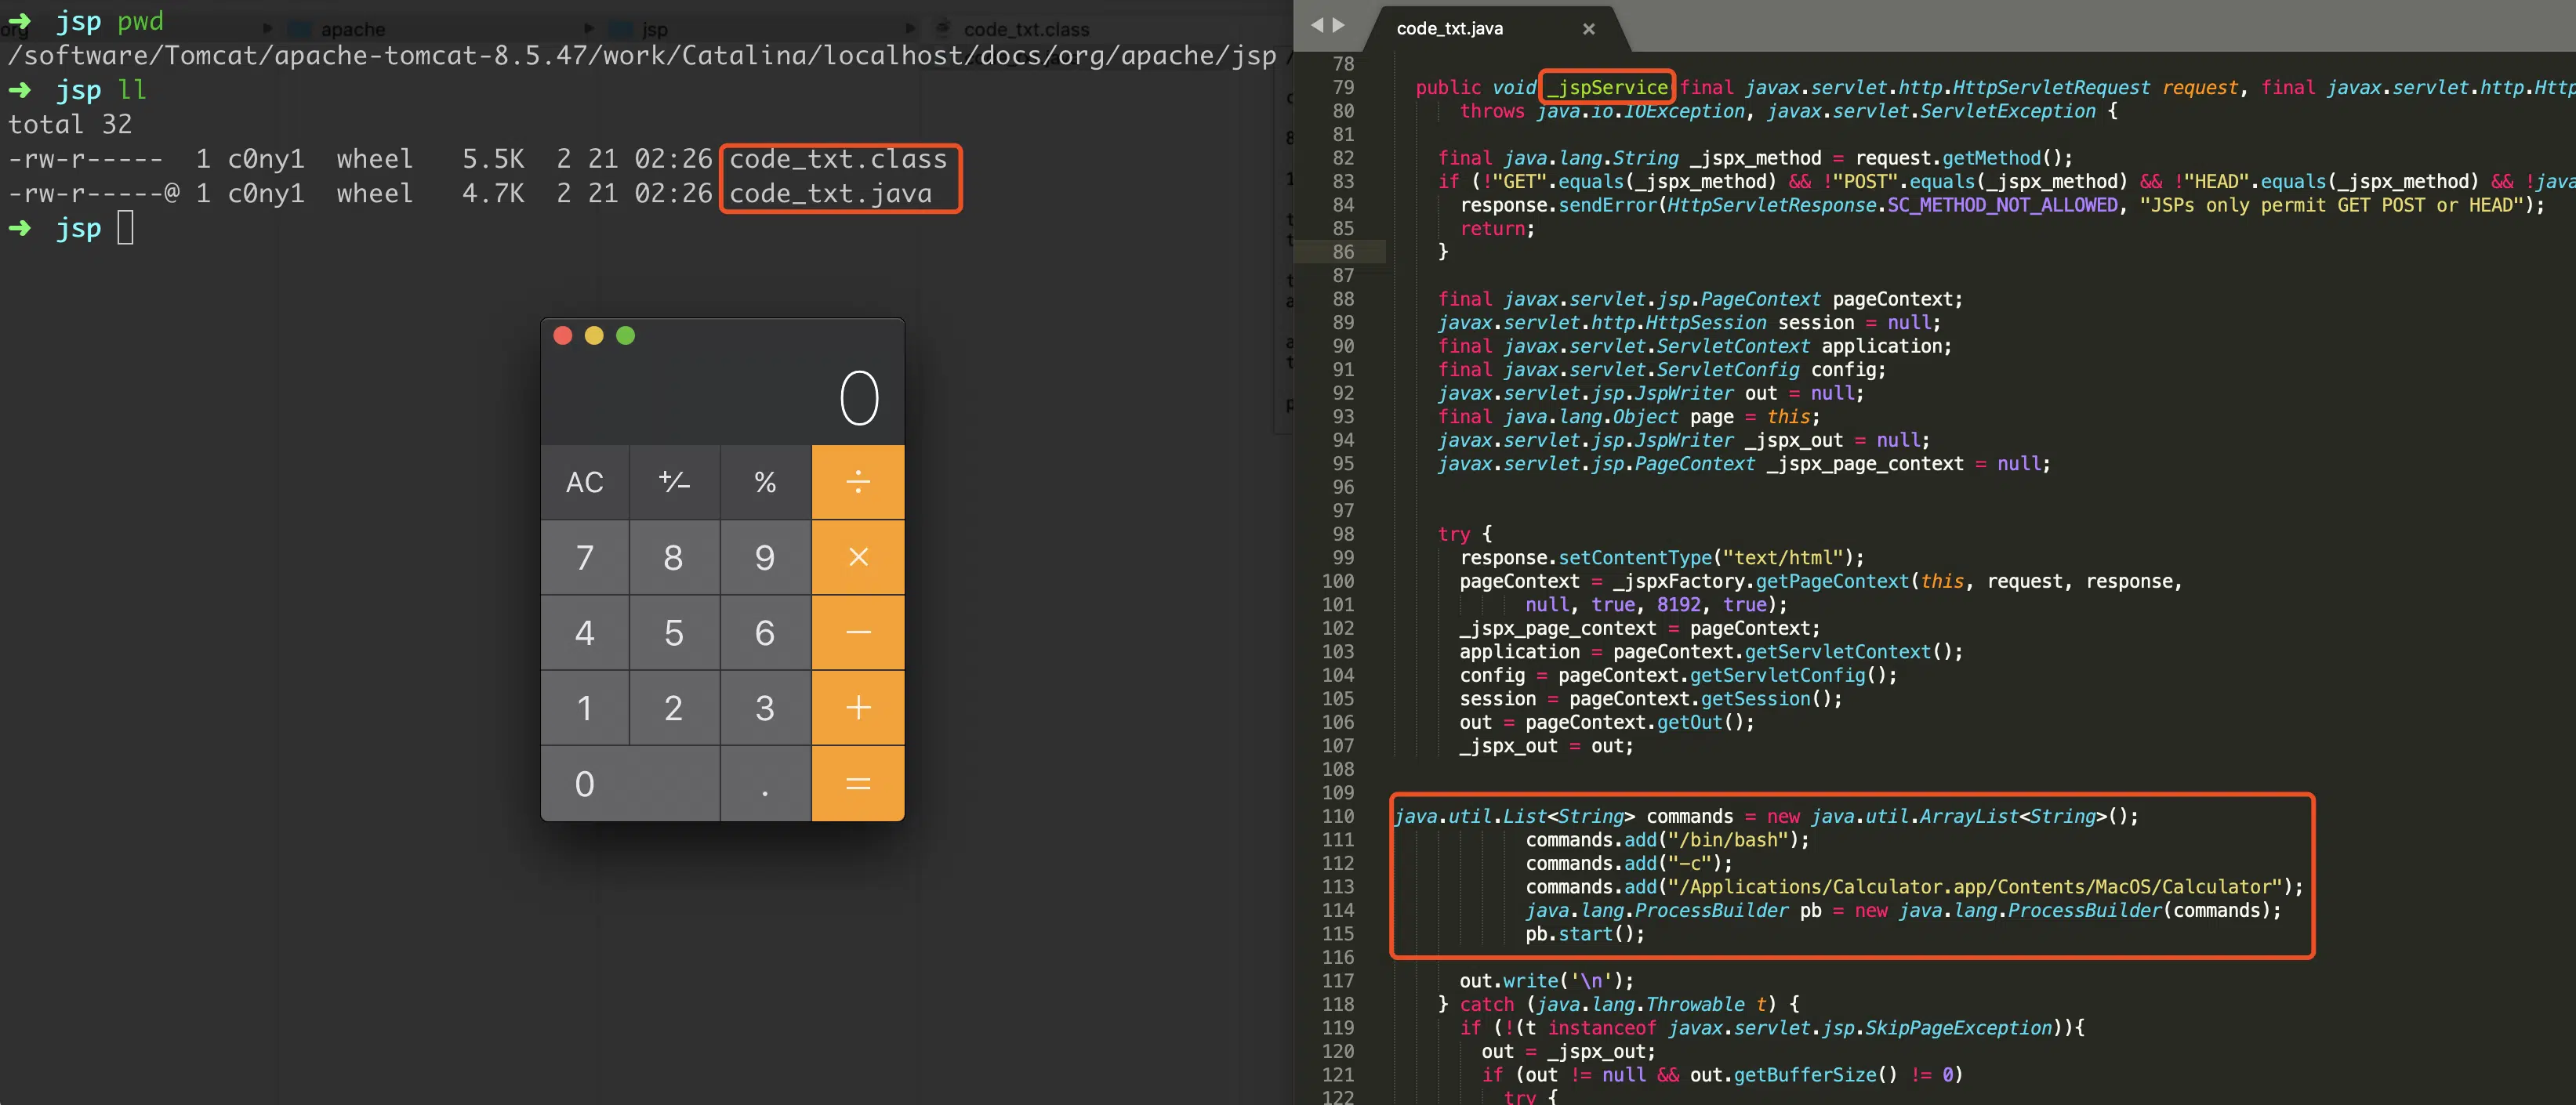 ➜ jsp pwd
/software/Tomcat/apache-tomcat-8.5.47/work/Catalina/localhost/docs/org/apache/jsp
➜ jsp ll
total 32
-rw-r----- 1 c0ny1 wheel 5.5K 2 21 02:26 code_txt.class
-rw-r-----@ 1 c0ny1 wheel 4.7K 2 21 02:26 code_txt.java
➜ jsp
org apache jsp code_txt.class
0
AC +⁄− % ÷
7 8 9 ×
4 5 6 −
1 2 3 +
0 . =
code_txt.java ×
78
79 public void _jspService final javax.servlet.http.HttpServletRequest request, final javax.servlet.http.Http
80 throws java.io.IOException, javax.servlet.ServletException {
81
82 final java.lang.String _jspx_method = request.getMethod();
83 if (!"GET".equals(_jspx_method) && !"POST".equals(_jspx_method) && !"HEAD".equals(_jspx_method) && !java
84 response.sendError(HttpServletResponse.SC_METHOD_NOT_ALLOWED, "JSPs only permit GET POST or HEAD");
85 return;
86 }
87
88 final javax.servlet.jsp.PageContext pageContext;
89 javax.servlet.http.HttpSession session = null;
90 final javax.servlet.ServletContext application;
91 final javax.servlet.ServletConfig config;
92 javax.servlet.jsp.JspWriter out = null;
93 final java.lang.Object page = this;
94 javax.servlet.jsp.JspWriter _jspx_out = null;
95 javax.servlet.jsp.PageContext _jspx_page_context = null;
96
97
98 try {
99 response.setContentType("text/html");
100 pageContext = _jspxFactory.getPageContext(this, request, response,
101 null, true, 8192, true);
102 _jspx_page_context = pageContext;
103 application = pageContext.getServletContext();
104 config = pageContext.getServletConfig();
105 session = pageContext.getSession();
106 out = pageContext.getOut();
107 _jspx_out = out;
108
109
110 java.util.List<String> commands = new java.util.ArrayList<String>();
111 commands.add("/bin/bash");
112 commands.add("-c");
113 commands.add("/Applications/Calculator.app/Contents/MacOS/Calculator");
114 java.lang.ProcessBuilder pb = new java.lang.ProcessBuilder(commands);
115 pb.start();
116
117 out.write('\n');
118 } catch (java.lang.Throwable t) {
119 if (!(t instanceof javax.servlet.jsp.SkipPageException)){
120 out = _jspx_out;
121 if (out != null && out.getBufferSize() != 0)
122 try {